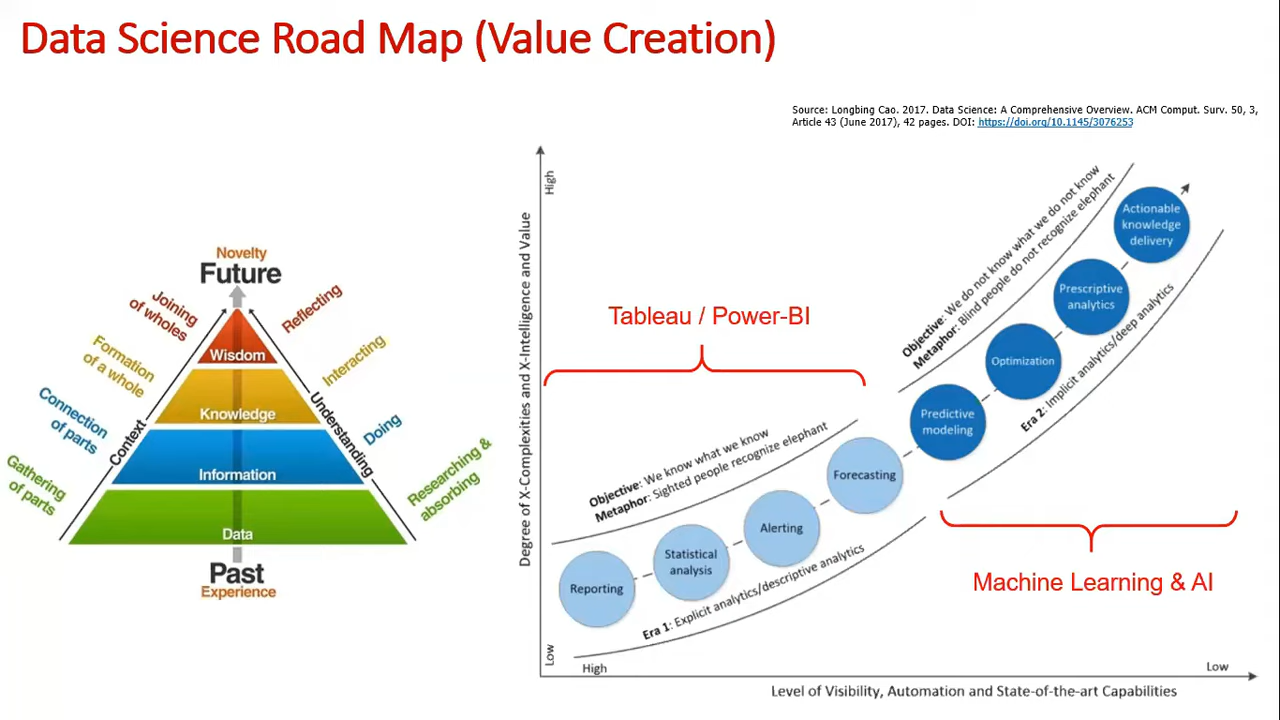 Data Science Road Map (Value Creation)
Source: Longbing Cao. 2017. Data Science: A Comprehensive Overview. ACM Comput. Surv. 50, 3,
Article 43 (June 2017), 42 pages. DOI: https://doi.org/10.1145/3076253
Novelty
Future
Joining
of wholes
Reflecting
Formation
of a whole
Interacting
Connection
of parts
Doing
Gathering
of parts
Researching &
absorbing
Context
Understanding
Wisdom
Knowledge
Information
Data
Past
Experience
Degree of X-Complexities and X-Intelligence and Value
High
Low
Tableau / Power-BI
Objective: We know what we know
Metaphor: Sighted people recognize elephant
Reporting
Statistical
analysis
Alerting
Forecasting
Era 1: Explicit analytics/descriptive analytics
Objective: We do not know what we do not know
Metaphor: Blind people do not recognize elephant
Predictive
modeling
Optimization
Prescriptive
analytics
Actionable
knowledge
delivery
Era 2: Implicit analytics/deep analytics
Machine Learning & AI
High
Low
Level of Visibility, Automation and State-of-the-art Capabilities